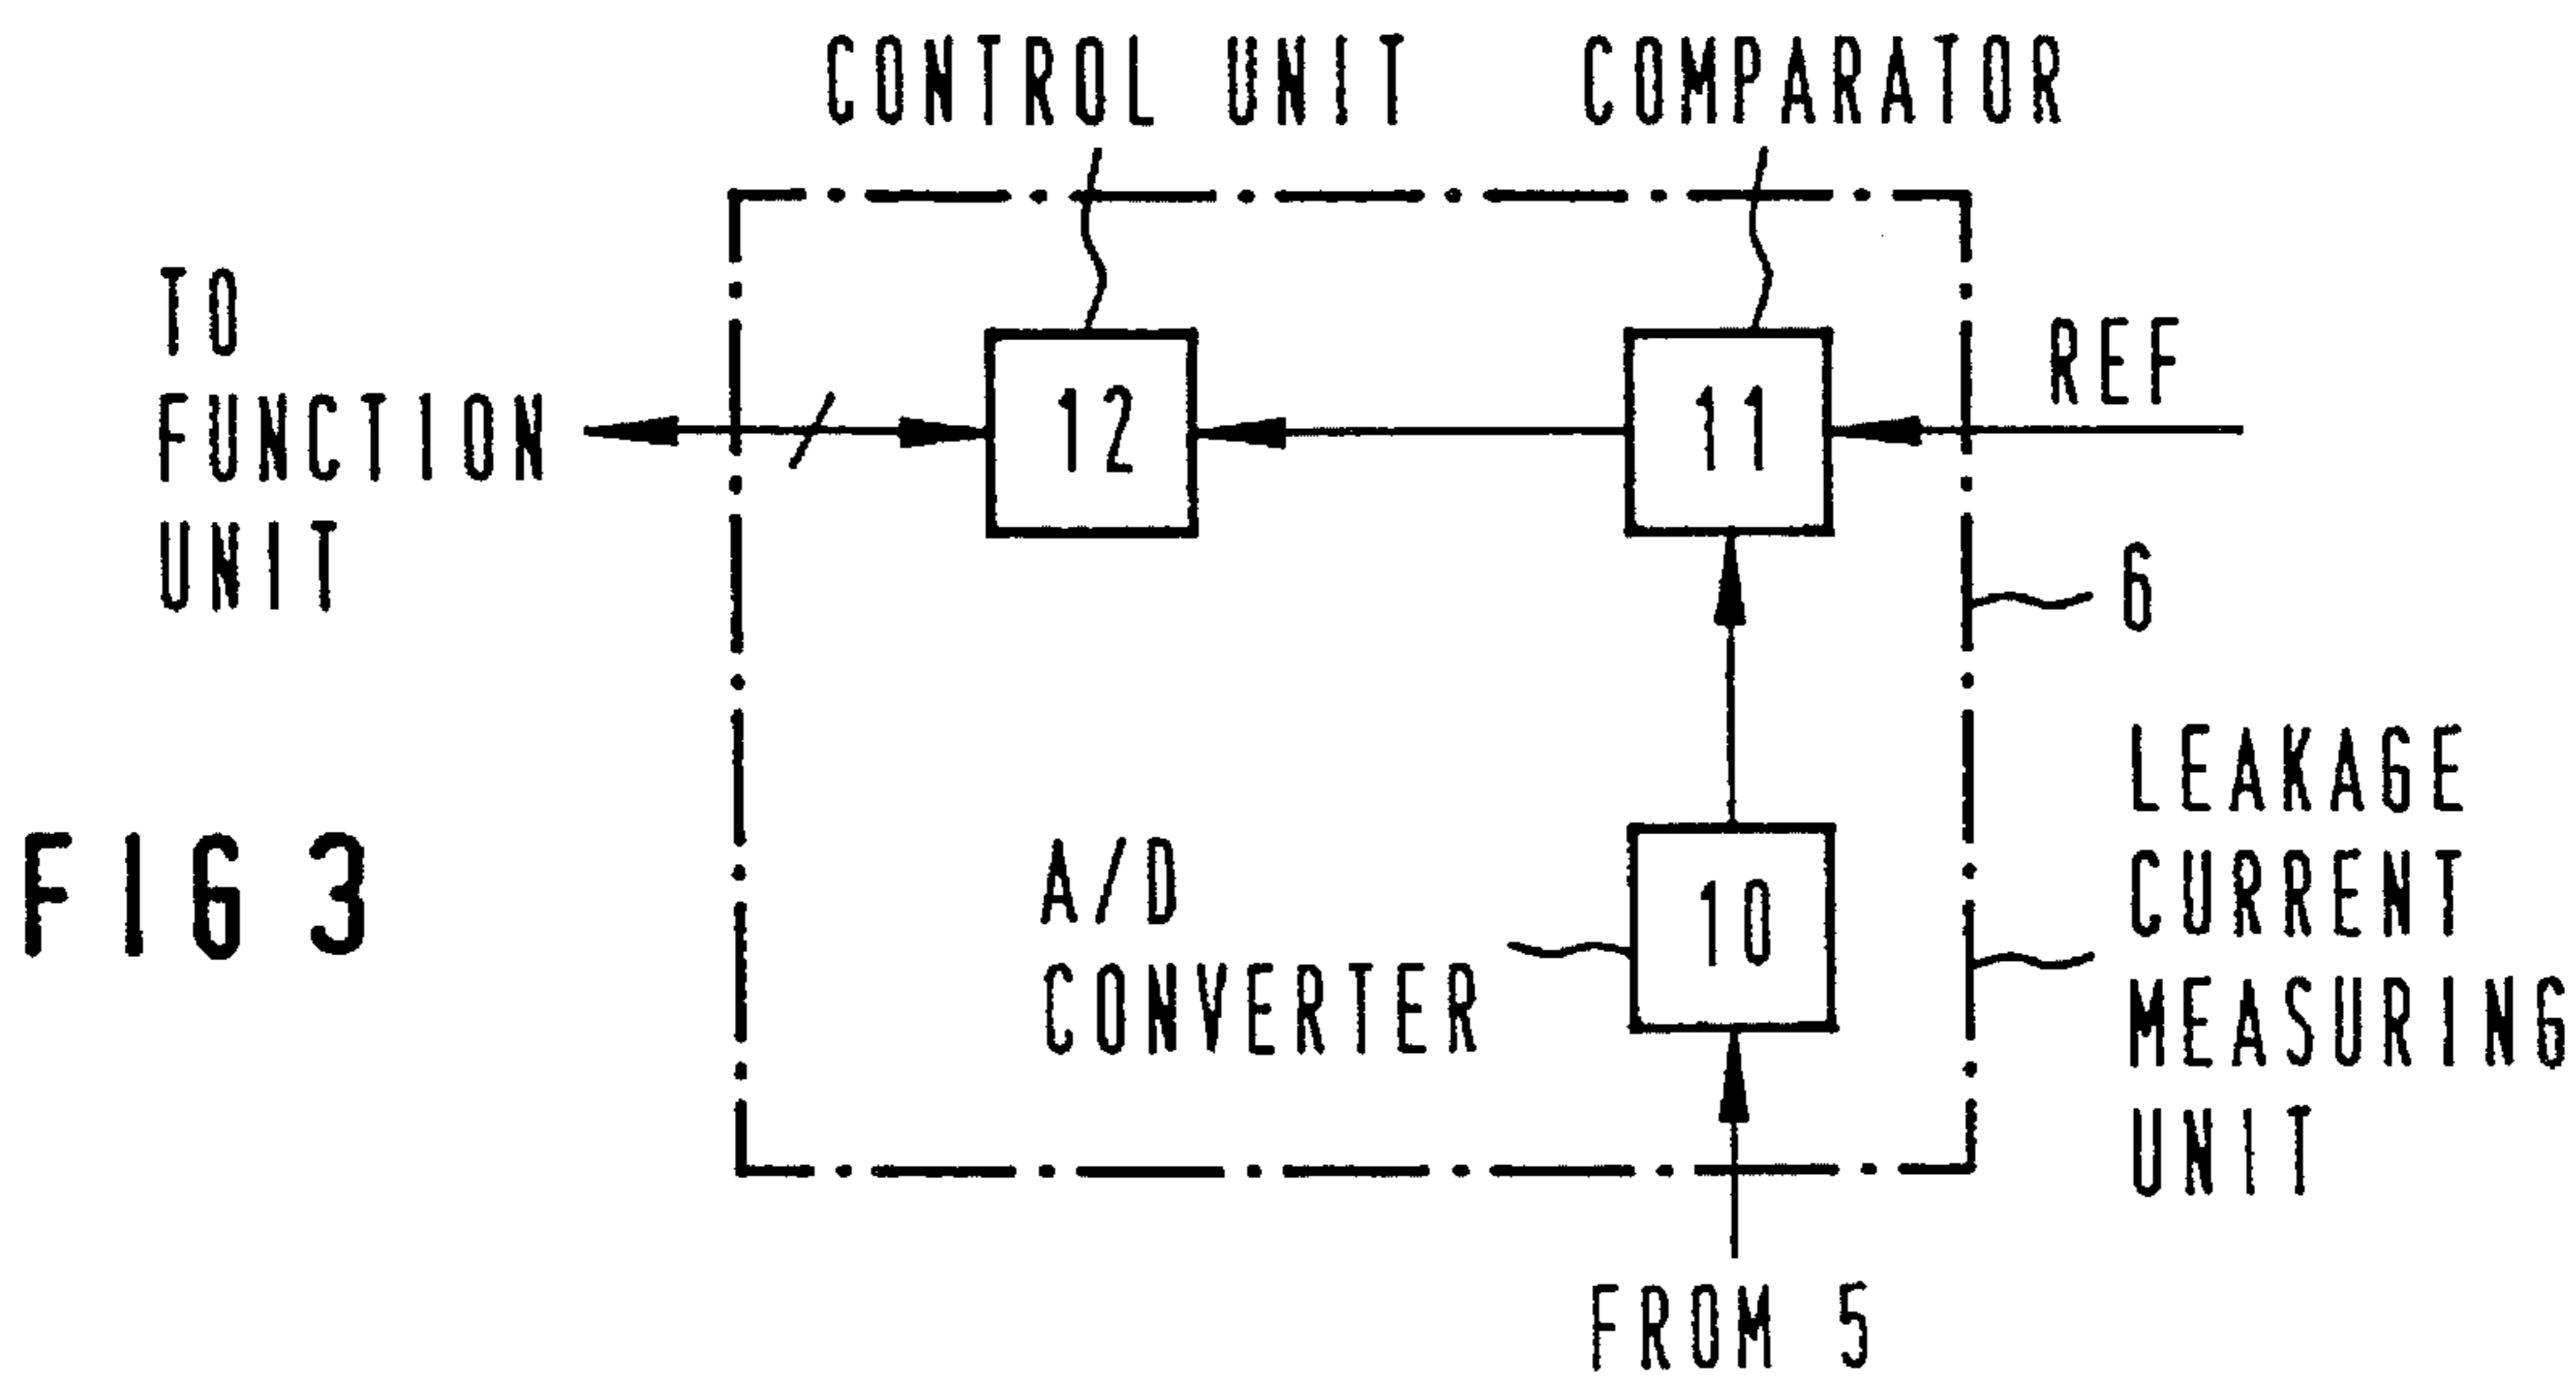 CONTROL UNIT
COMPARATOR
TO
FUNCTION
UNIT
12
11
REF
6
FIG 3
A/D
CONVERTER
10
LEAKAGE
CURRENT
MEASURING
UNIT
FROM 5